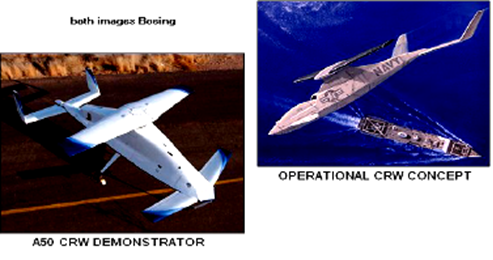 both images Boeing
NAVY
OPERATIONAL CRW CONCEPT
A50 CRW DEMONSTRATOR